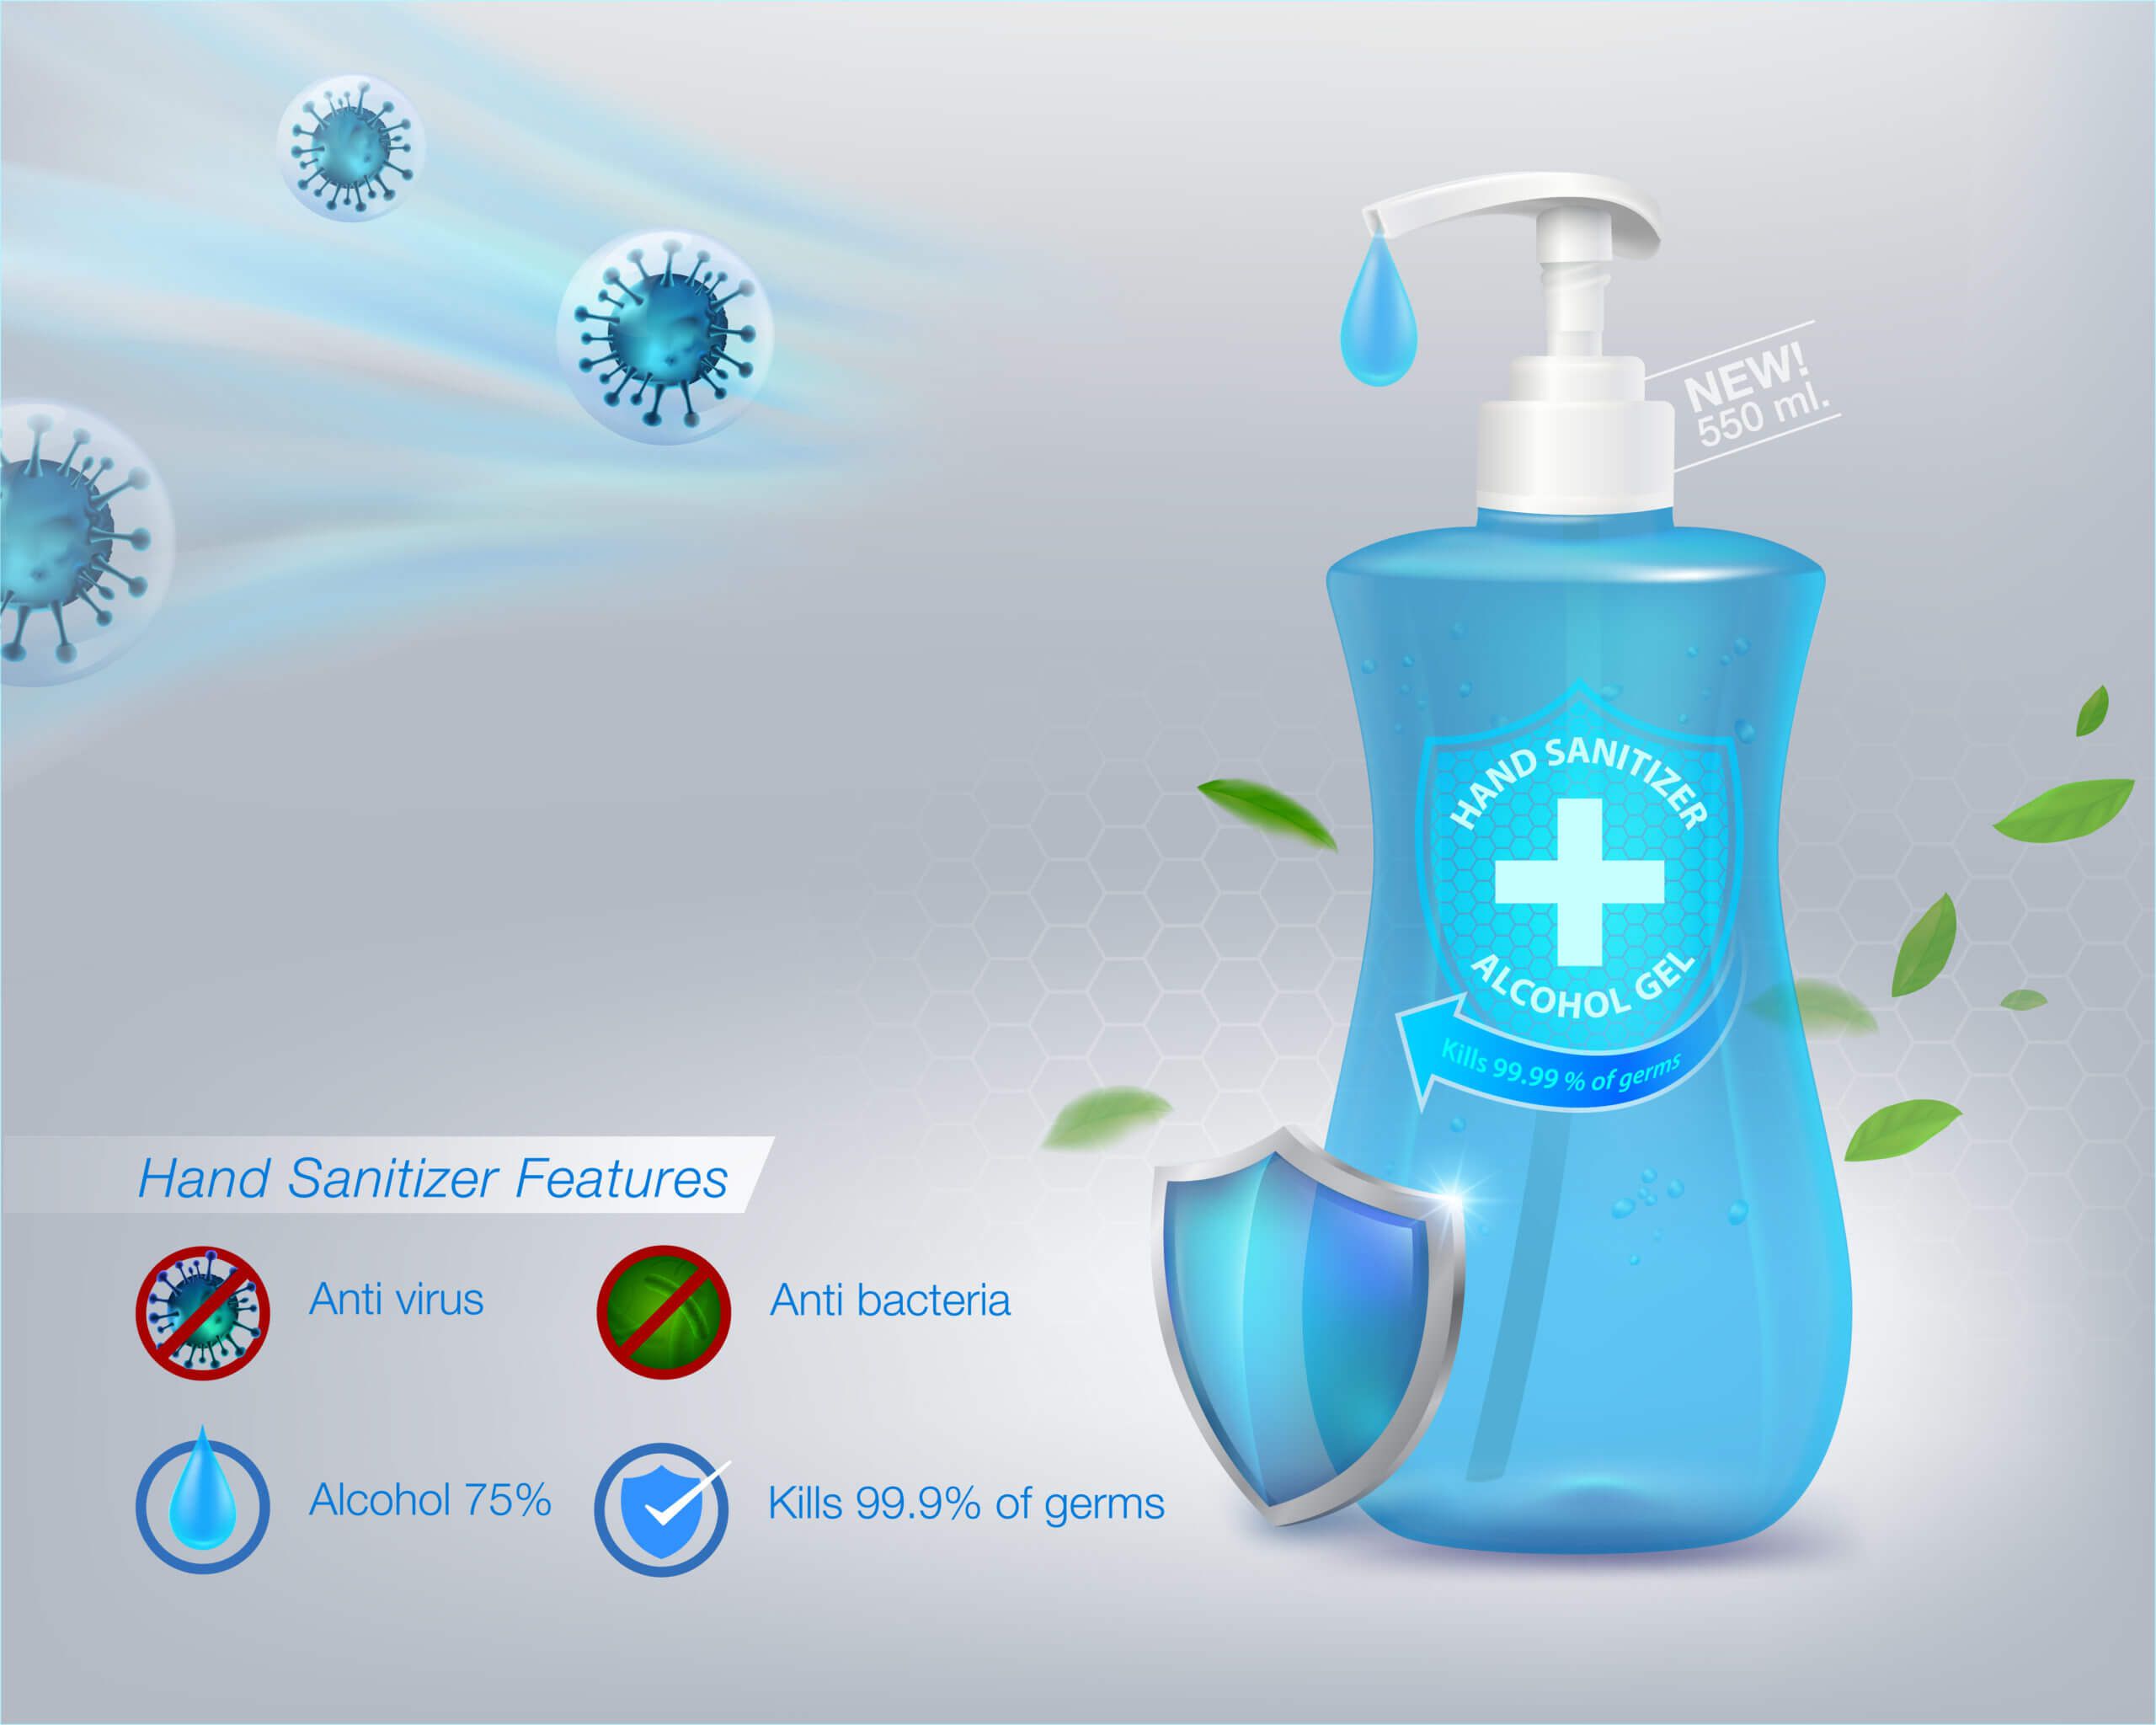 NEW!
550 ml.
HAND SANITIZER
ALCOHOL GEL
Kills 99.99 % of germs
Hand Sanitizer Features
Anti virus
Anti bacteria
Alcohol 75%
Kills 99.9% of germs